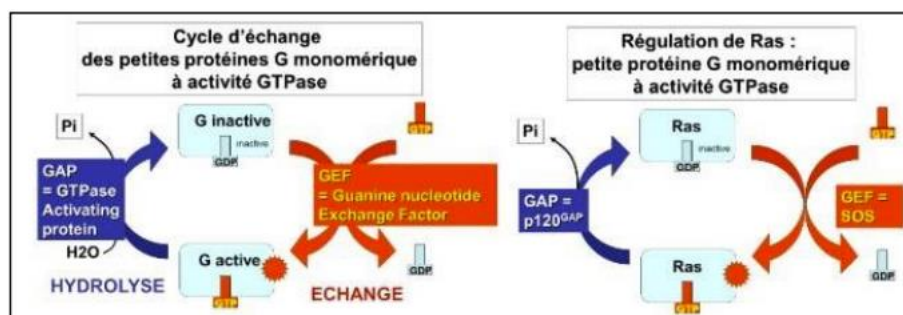 Cycle d'échange
des petites protéines G monomérique
à activité GTPase
Pi
G inactive
inactive
GDP
GTP
GAP
= GTPase
Activating
protein
H2O
GEF
= Guanine nucleotide
Exchange Factor
G active
GTP
GDP
HYDROLYSE
ECHANGE
Régulation de Ras :
petite protéine G monomérique
à activité GTPase
Pi
Ras
inactive
GDP
GTP
GAP =
p120GAP
GEF =
SOS
Ras
GTP
GDP